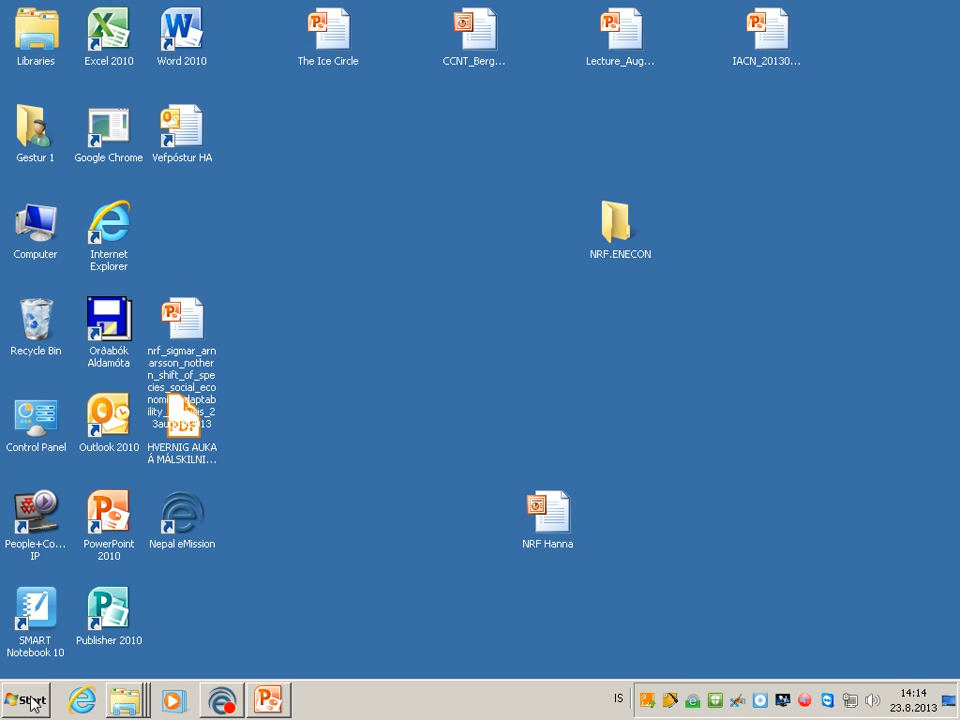 Libraries
Excel 2010
Word 2010
The Ice Circle
CCNT_Berg...
Lecture_Aug...
IACN_20130...
Gestur 1
Google Chrome
Vefpóstur HA
Computer
Internet
Explorer
NRF.ENECON
Recycle Bin
Orðabók
Aldamóta
nrf_sigmar_arn
arsson_nother
n_shift_of_spe
cies_social_eco
PDF
Control Panel
Outlook 2010
HVERNIG AUKA
Á MÁLSKILNI...
People+Co...
IP
PowerPoint
2010
Nepal eMission
NRF Hanna
SMART
Notebook 10
Publisher 2010
Start
IS
14:14
23.8.2013